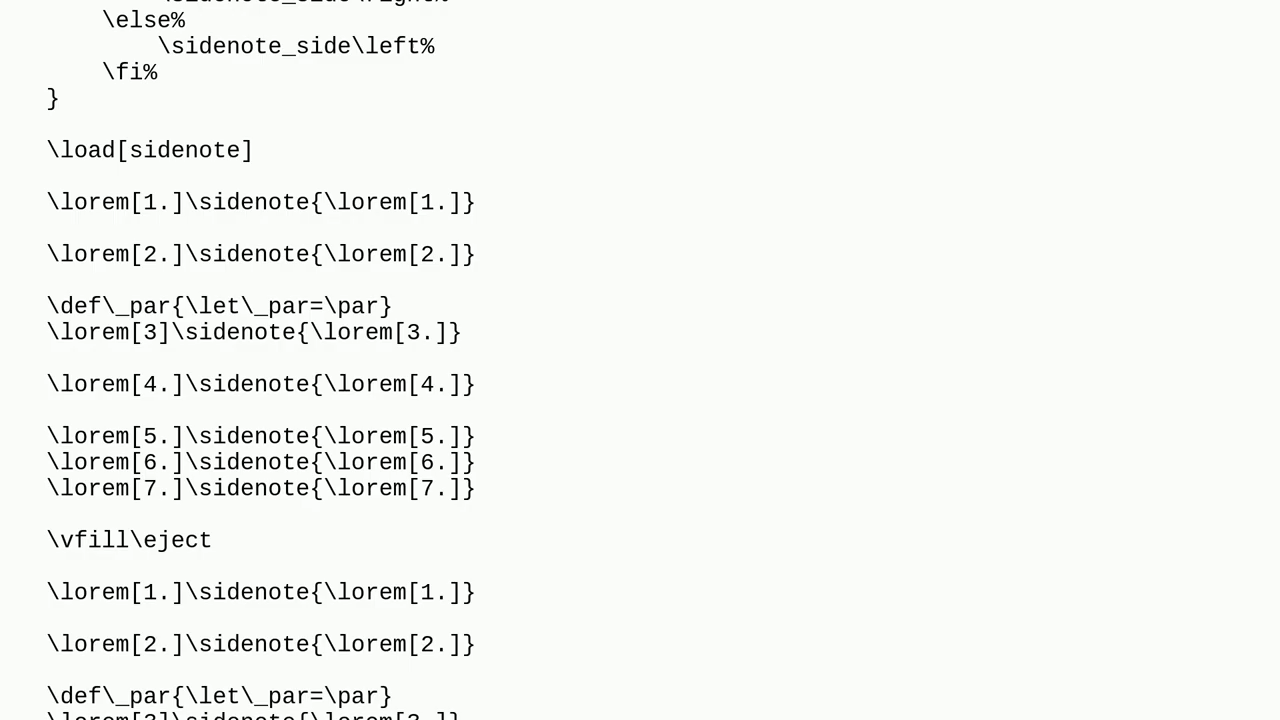 \else%
\sidenote_side\left%
\fi%
}
\load[sidenote]
\lorem[1.]\sidenote{\lorem[1.]}
\lorem[2.]\sidenote{\lorem[2.]}
\def\_par{\let\_par=\par}
\lorem[3]\sidenote{\lorem[3.]}
\lorem[4.]\sidenote{\lorem[4.]}
\lorem[5.]\sidenote{\lorem[5.]}
\lorem[6.]\sidenote{\lorem[6.]}
\lorem[7.]\sidenote{\lorem[7.]}
\vfill\eject
\lorem[1.]\sidenote{\lorem[1.]}
\lorem[2.]\sidenote{\lorem[2.]}
\def\_par{\let\_par=\par}